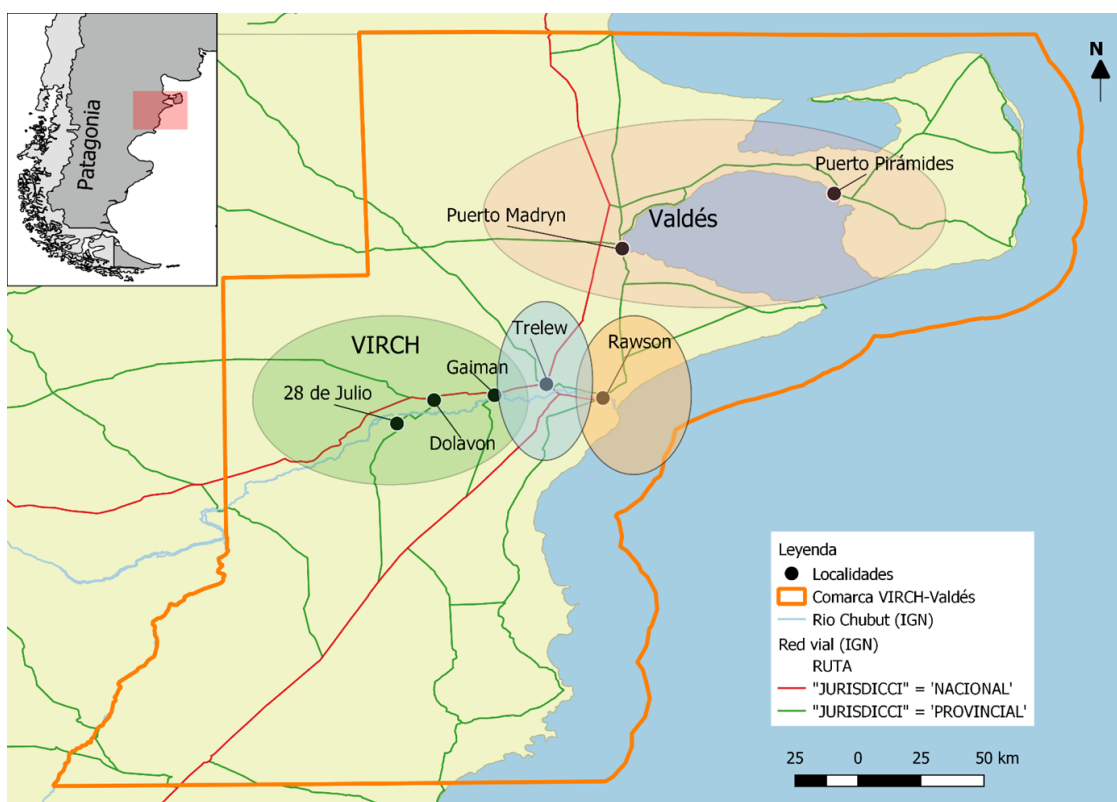 Patagonia
N
Puerto Pirámides
Puerto Madryn
Valdés
Trelew
Rawson
VIRCH
Gaiman
28 de Julio
Dolavon
Leyenda
Localidades
Comarca VIRCH-Valdés
Rio Chubut (IGN)
Red vial (IGN)
RUTA
"JURISDICCI" = 'NACIONAL'
"JURISDICCI" = 'PROVINCIAL'
25 0 25 50 km